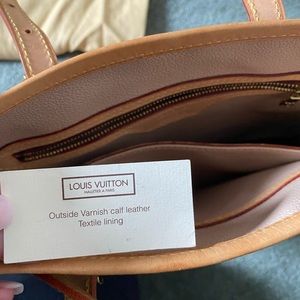 LOUIS VUITTON
MALLETIER A PARIS
Outside Varnish calf leather
Textile lining